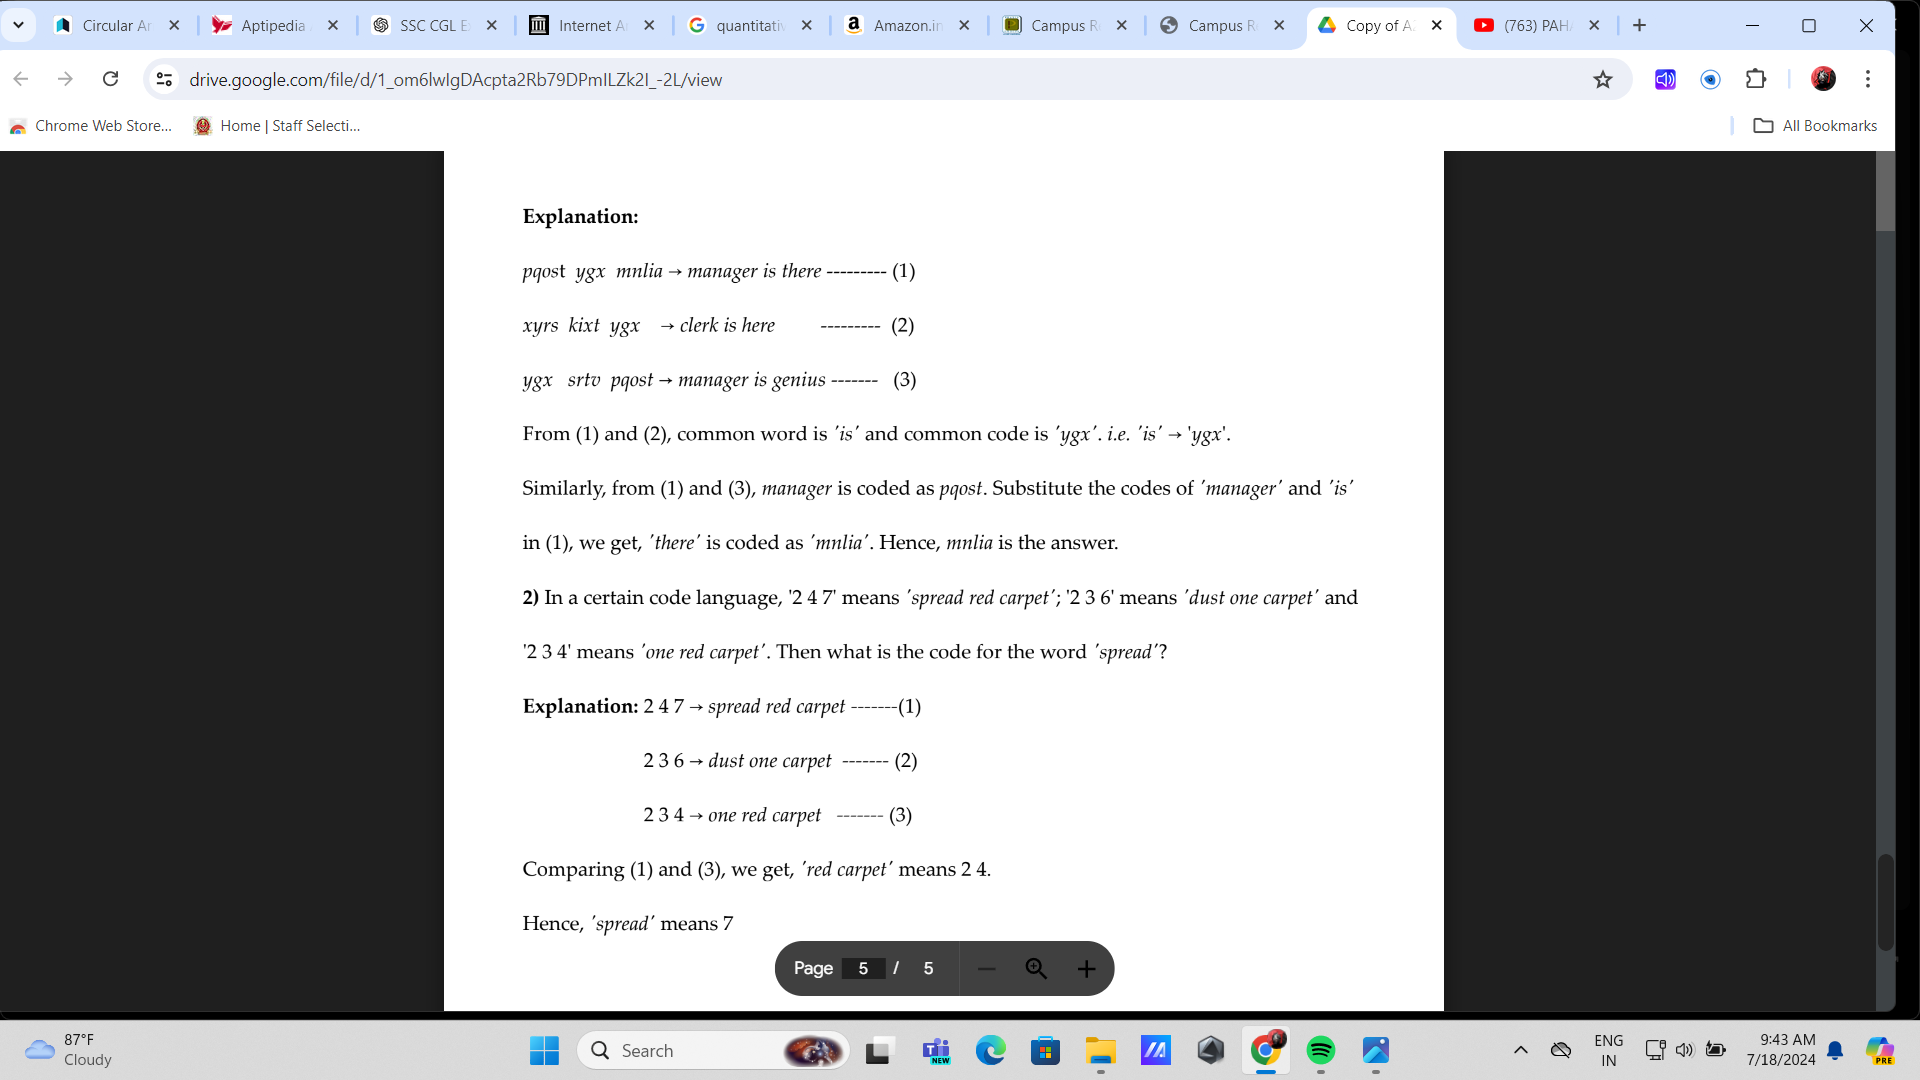 Circular Ar
Aptipedia
SSC CGL E
Internet A
quantitativ
Amazon.in
Campus R
Campus R
Copy of A
(763) PAHA
drive.google.com/file/d/1_om6lwIgDAcpta2Rb79DPmILZk2I_-2L/view
Chrome Web Store...
Home | Staff Selecti...
All Bookmarks
Explanation:
pqost ygx mnlia → manager is there --------- (1)
xyrs kixt ygx → clerk is here --------- (2)
ygx srtv pqost → manager is genius ------- (3)
From (1) and (2), common word is 'is' and common code is 'ygx'. i.e. 'is' → 'ygx'.
Similarly, from (1) and (3), manager is coded as pqost. Substitute the codes of 'manager' and 'is'
in (1), we get, 'there' is coded as 'mnlia'. Hence, mnlia is the answer.
2) In a certain code language, '2 4 7' means 'spread red carpet'; '2 3 6' means 'dust one carpet' and
'2 3 4' means 'one red carpet'. Then what is the code for the word 'spread'?
Explanation: 2 4 7 → spread red carpet -------(1)
2 3 6 → dust one carpet ------- (2)
2 3 4 → one red carpet ------- (3)
Comparing (1) and (3), we get, 'red carpet' means 2 4.
Hence, 'spread' means 7
Page 5 / 5
87°F
Cloudy
Search
NEW
ENG
IN
9:43 AM
7/18/2024
PRE